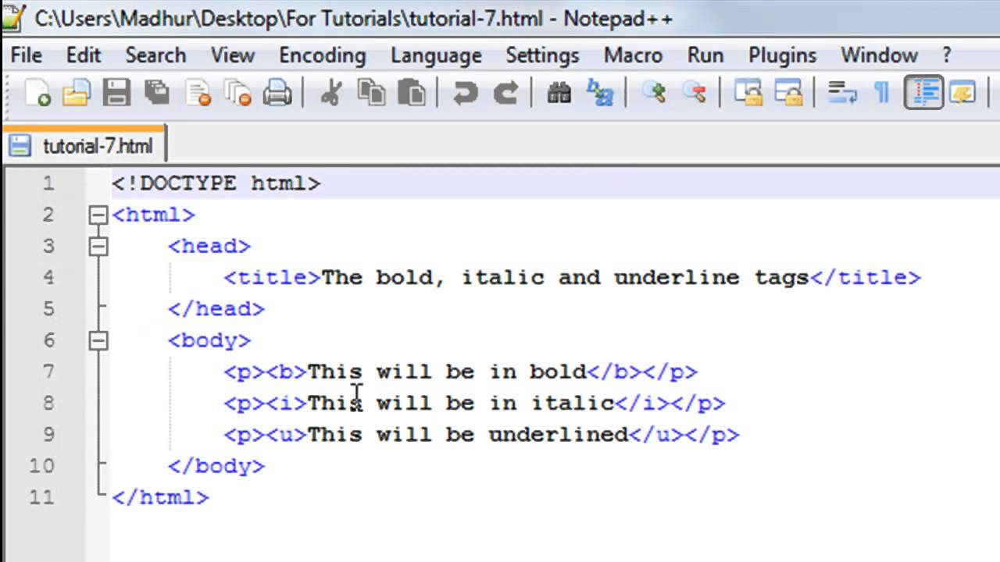 C:\Users\Madhur\Desktop\For Tutorials\tutorial-7.html - Notepad++
File Edit Search View Encoding Language Settings Macro Run Plugins Window ?
tutorial-7.html
1 <!DOCTYPE html>
2 <html>
3 <head>
4 <title>The bold, italic and underline tags</title>
5 </head>
6 <body>
7 <p><b>This will be in bold</b></p>
8 <p><i>This will be in italic</i></p>
9 <p><u>This will be underlined</u></p>
10 </body>
11 </html>